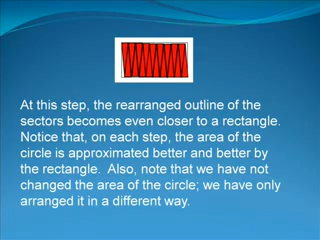 At this step, the rearranged outline of the
sectors becomes even closer to a rectangle.
Notice that, on each step, the area of the
circle is approximated better and better by
the rectangle.  Also, note that we have not
changed the area of the circle; we have only
arranged it in a different way.